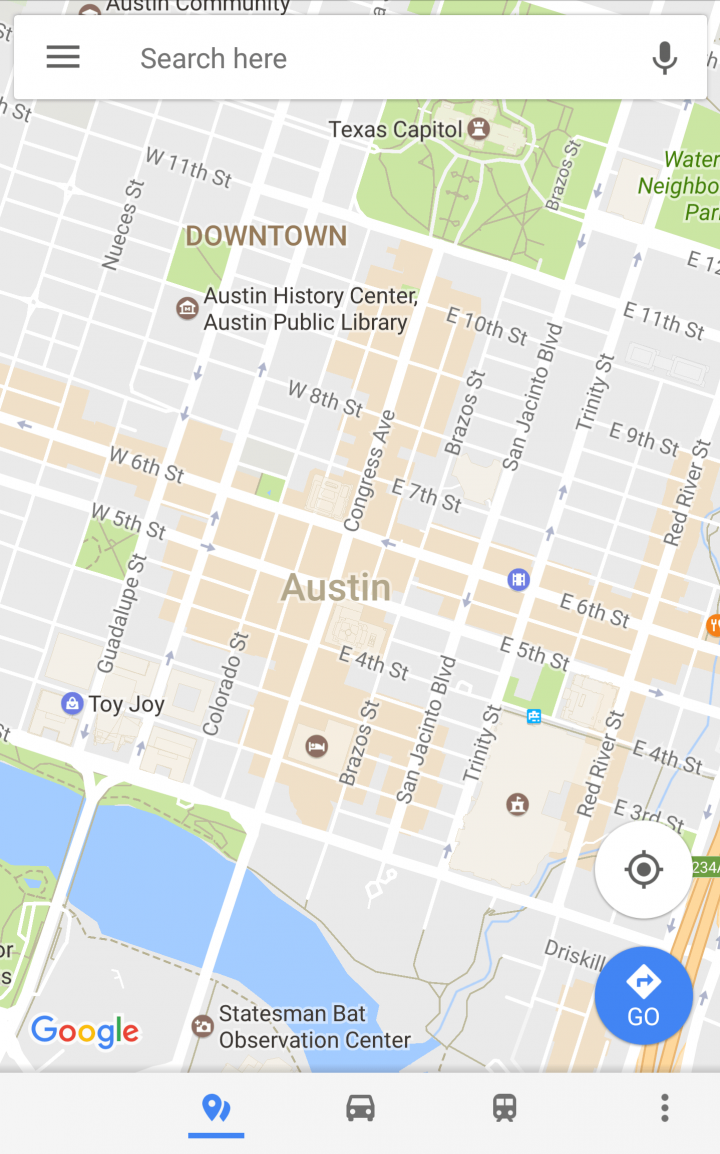 Austin Community
Search here
Texas Capitol
W 11th St
Brazos St
Water
Neighbo
Par
Nueces St
DOWNTOWN
E 12
Austin History Center,
Austin Public Library
E 10th St
E 11th St
San Jacinto Blvd
Trinity St
W 8th St
Brazos St
Congress Ave
E 9th St
Red River St
W 6th St
E 7th St
W 5th St
Austin
Guadalupe St
E 6th St
E 5th St
E 4th St
Colorado St
San Jacinto Blvd
Toy Joy
Brazos St
Trinity St
Red River St
E 4th St
E 3rd St
234A
or
s
Driskill
GO
Google
Statesman Bat
Observation Center